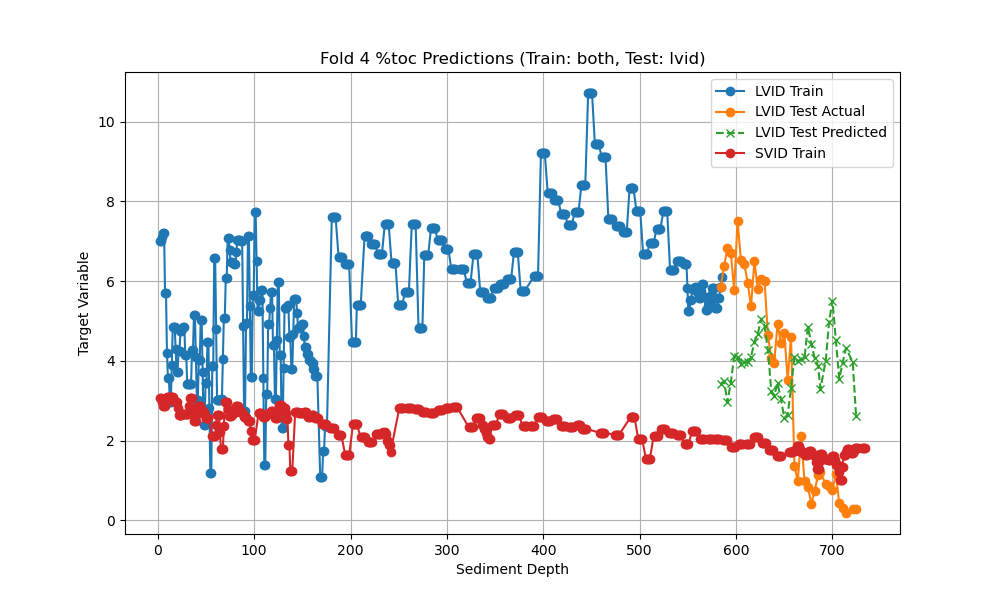 Fold 4 %toc Predictions (Train: both, Test: lvid)
LVID Train
LVID Test Actual
LVID Test Predicted
SVID Train
Target Variable
10
8
6
4
2
0
0 100 200 300 400 500 600 700
Sediment Depth